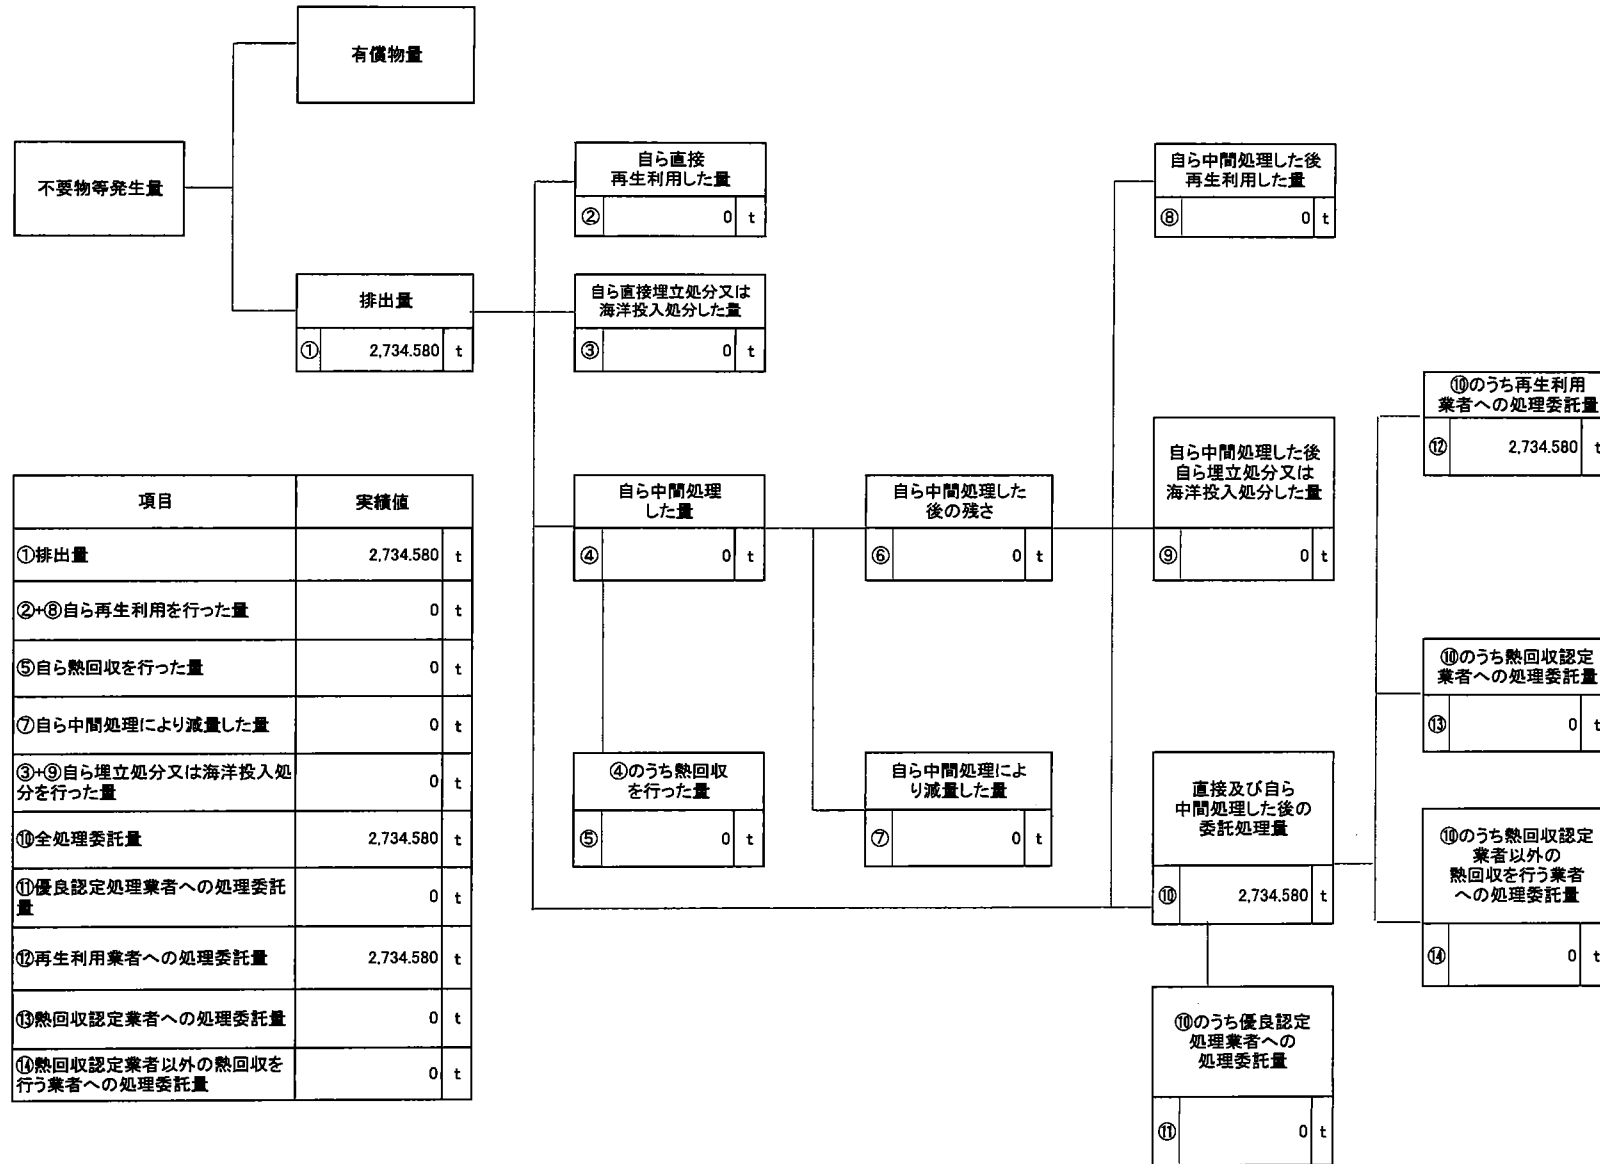 有償物量
不要物等発生量
排出量
① 2,734.580 t
自ら直接
再生利用した量
② 0 t
自ら直接埋立処分又は
海洋投入処分した量
③ 0 t
自ら中間処理
した量
④ 0 t
④のうち熱回収
を行った量
⑤ 0 t
自ら中間処理した
後の残さ
⑥ 0 t
自ら中間処理によ
り減量した量
⑦ 0 t
自ら中間処理した後
再生利用した量
⑧ 0 t
自ら中間処理した後
自ら埋立処分又は
海洋投入処分した量
⑨ 0 t
直接及び自ら
中間処理した後の
委託処理量
⑩ 2,734.580 t
⑩のうち優良認定
処理業者への
処理委託量
⑪ 0 t
⑩のうち再生利用
業者への処理委託量
⑫ 2,734.580 t
⑩のうち熱回収認定
業者への処理委託量
⑬ 0 t
⑩のうち熱回収認定
業者以外の
熱回収を行う業者
への処理委託量
⑭ 0 t
項目 実績値
①排出量 2,734.580 t
②+⑧自ら再生利用を行った量 0 t
⑤自ら熱回収を行った量 0 t
⑦自ら中間処理により減量した量 0 t
③+⑨自ら埋立処分又は海洋投入処
分を行った量 0 t
⑩全処理委託量 2,734.580 t
⑪優良認定処理業者への処理委託
量 0 t
⑫再生利用業者への処理委託量 2,734.580 t
⑬熱回収認定業者への処理委託量 0 t
⑭熱回収認定業者以外の熱回収を
行う業者への処理委託量 0 t